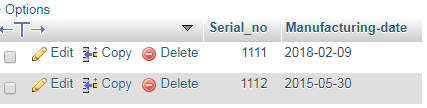 Options
Serial_no Manufacturing-date
Edit Copy Delete 1111 2018-02-09
Edit Copy Delete 1112 2015-05-30